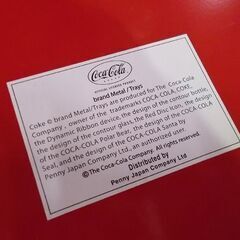 Coca-Cola
brand Metal/Trays
Coke © brand Metal/Trays are produced for The Coca Cola
Company, owner of the trademarks COCA-COLA, COKE,
the Dynamic Ribbon device, the design of the contour bottle,
the design of the contour glass, the Red Disc Icon, the design
of the COCA-COLA Polar Bear, the design of the COCA-COLA Santa by
Seal, and the design of the COCA-COLA Santa by
Penny Japan Company Ltd., an authorized user.
©The Coca-Cola Company. All rights reserved.
Distributed by
Penny Japan Company Ltd